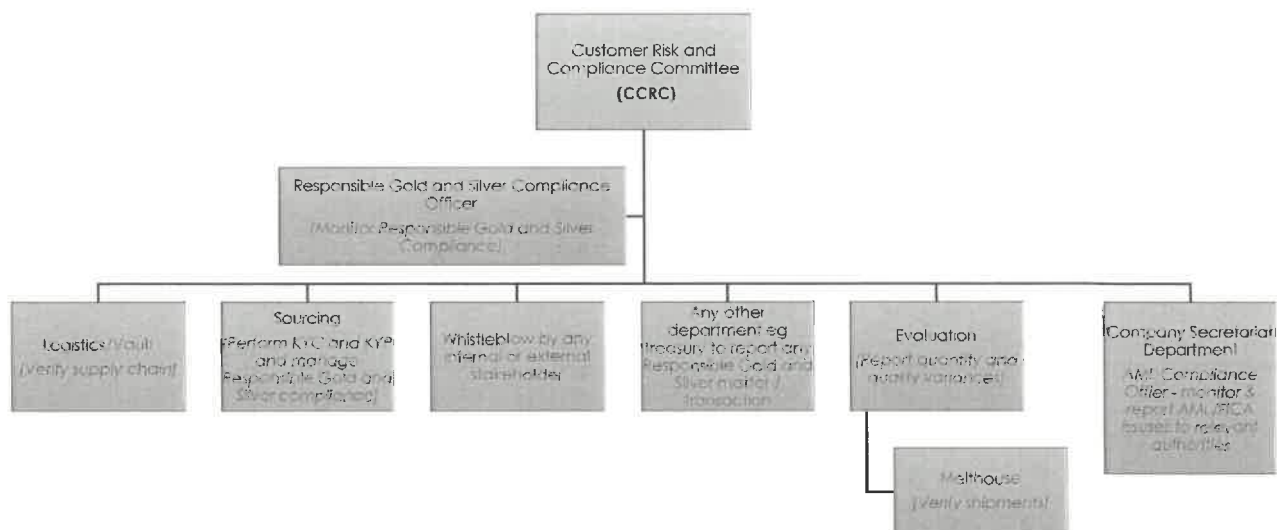 Customer Risk and
Compliance Committee
(CCRC)
Responsible Gold and Silver Compliance
Officer
(Monitor Responsible Gold and Silver
Compliance)
Logistics/Vault
(Verify supply chain)
Sourcing
(Perform KYC and KYP
and manage
Responsible Gold and
Silver compliance)
Whistleblow by any
internal or external
stakeholder
Any other
department eg
treasury to report any
Responsible Gold and
Silver matter /
transaction
Evaluation
(Report quantity and
quality variances)
Company Secretariat
Department
AML Compliance
Officer - monitor &
report AML/FICA
issues to relevant
authorities
Melthouse
(Verify shipments)